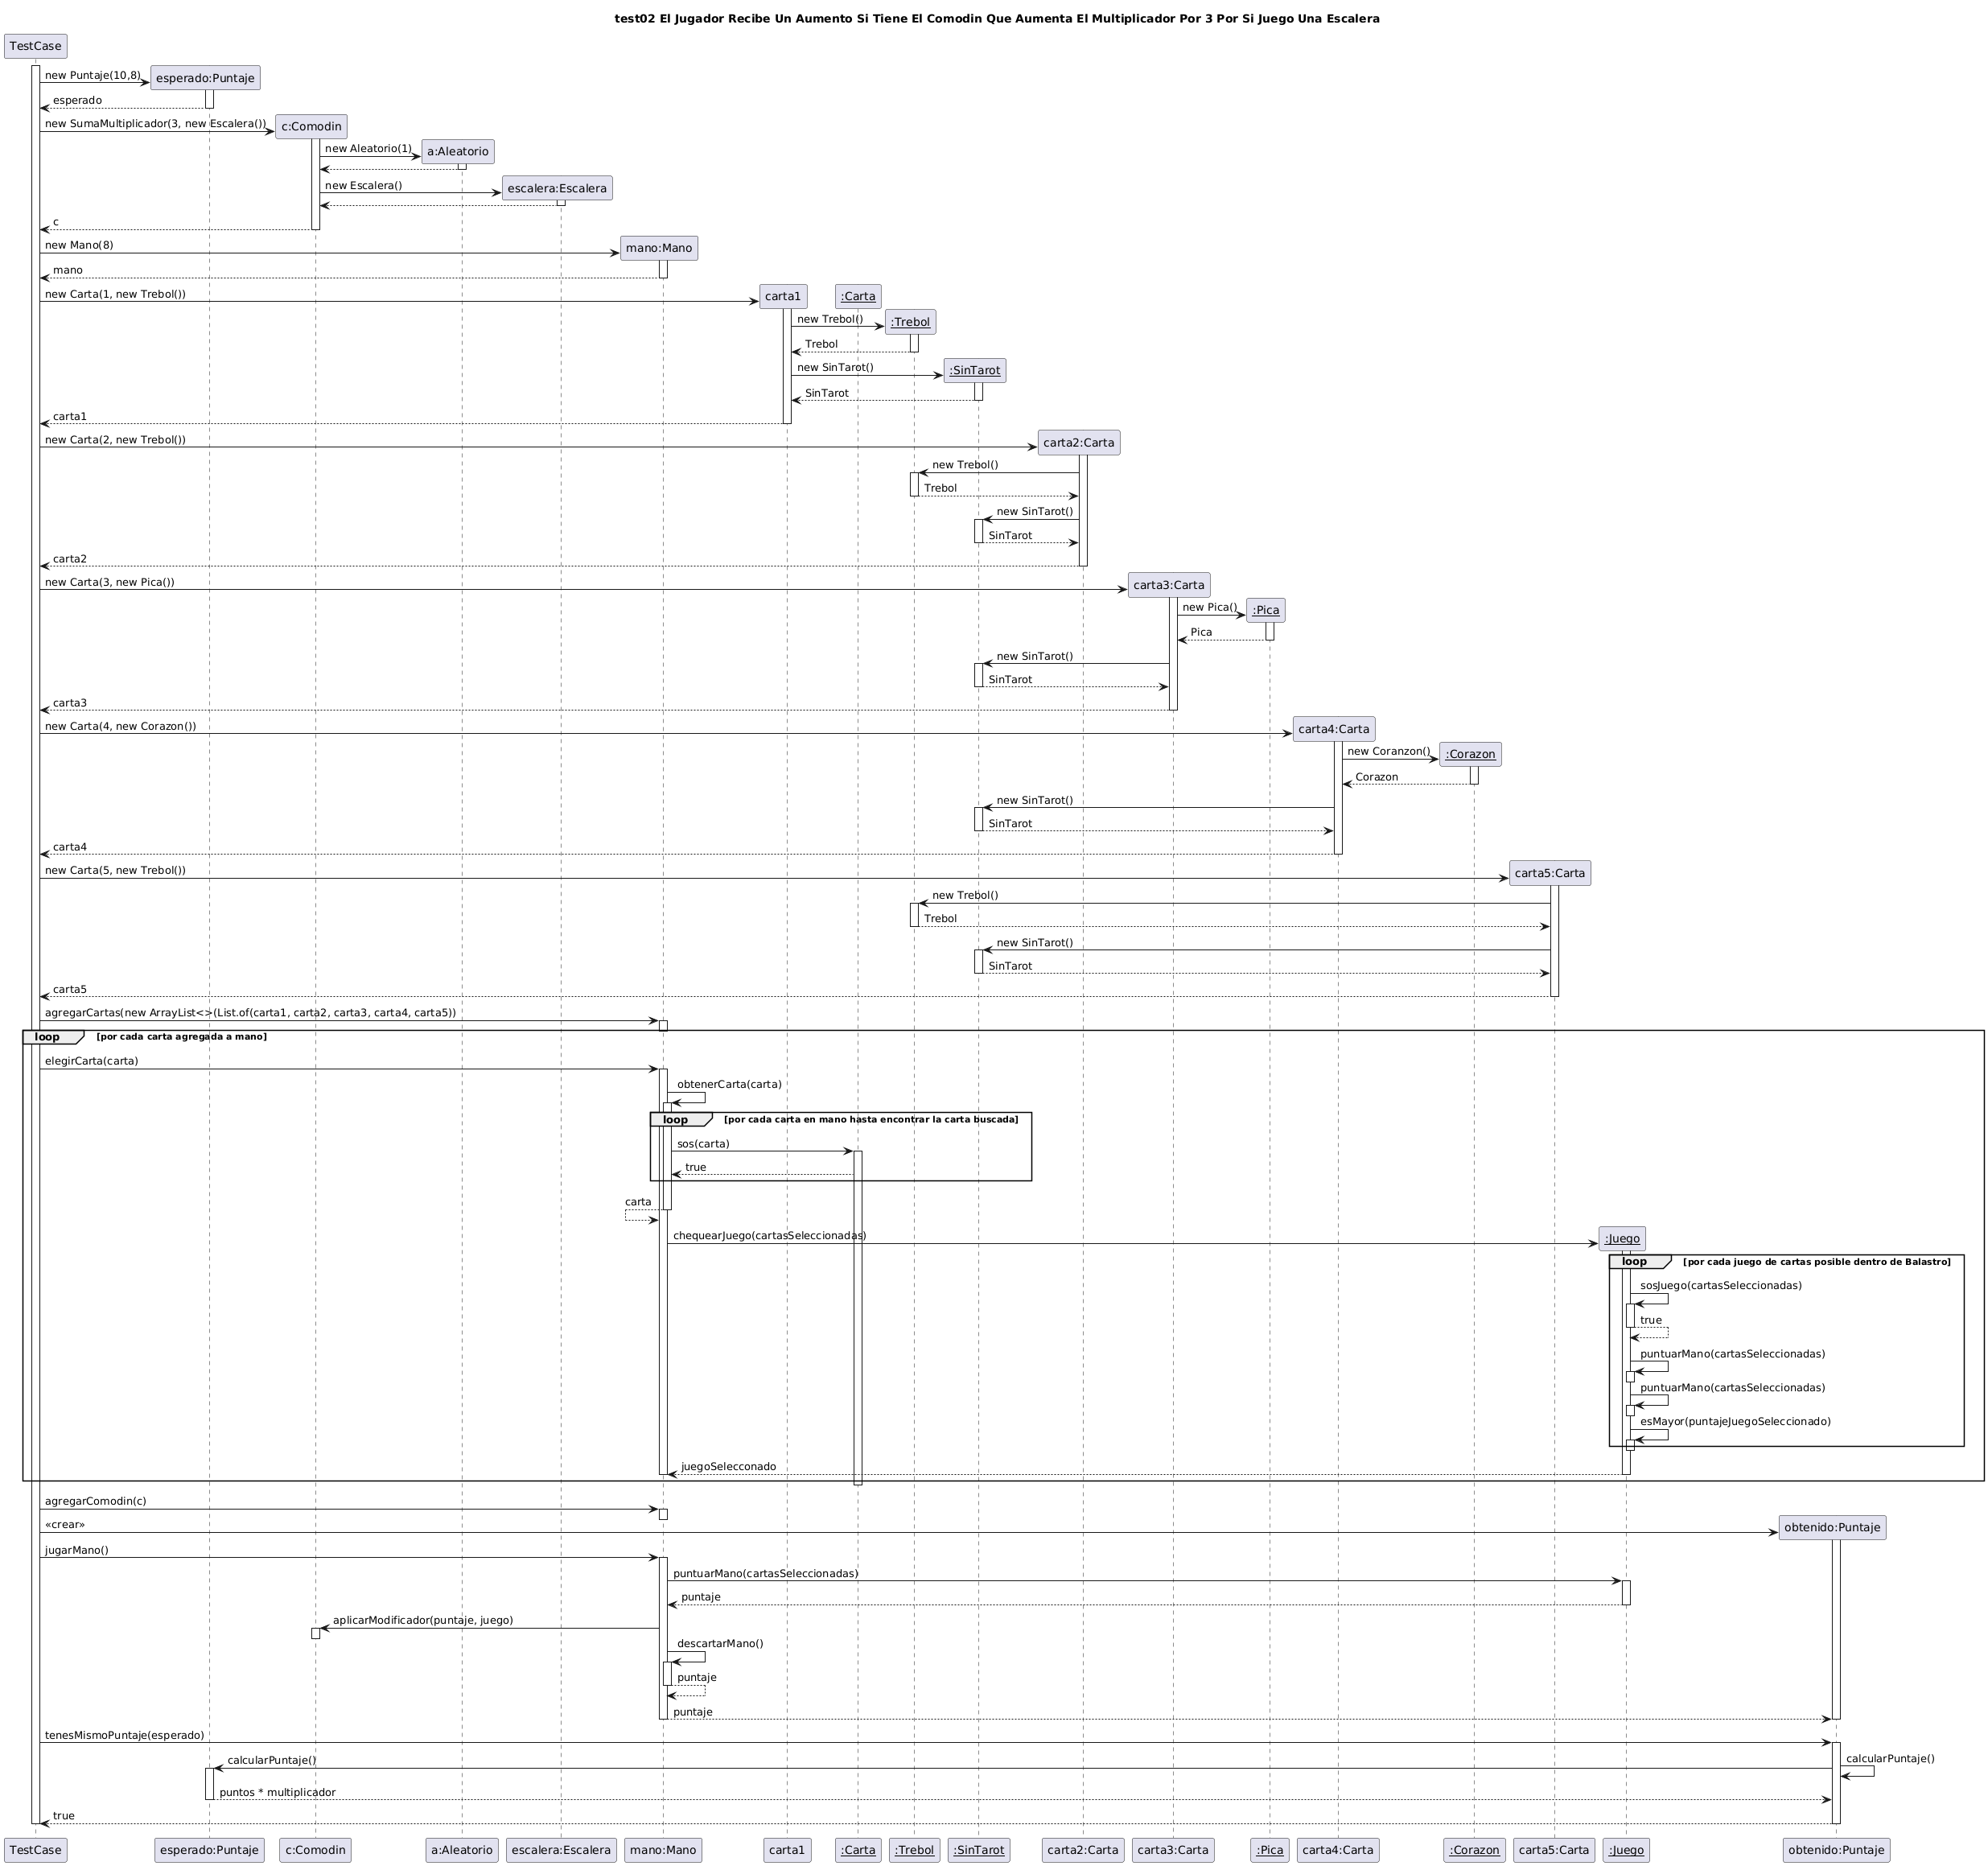 test02 El Jugador Recibe Un Aumento Si Tiene El Comodin Que Aumenta El Multiplicador Por 3 Por Si Juego Una Escalera
TestCase
new Puntaje(10,8)
esperado:Puntaje
esperado
new SumaMultiplicador(3, new Escalera())
c:Comodin
new Aleatorio(1)
a:Aleatorio
new Escalera()
escalera:Escalera
c
new Mano(8)
mano:Mano
mano
new Carta(1, new Trebol())
carta1
:Carta
new Trebol()
:Trebol
Trebol
new SinTarot()
:SinTarot
SinTarot
carta1
new Carta(2, new Trebol())
carta2:Carta
new Trebol()
Trebol
new SinTarot()
SinTarot
carta2
new Carta(3, new Pica())
carta3:Carta
new Pica()
:Pica
Pica
new SinTarot()
SinTarot
carta3
new Carta(4, new Corazon())
carta4:Carta
new Coranzon()
:Corazon
Corazon
new SinTarot()
SinTarot
carta4
new Carta(5, new Trebol())
carta5:Carta
new Trebol()
Trebol
new SinTarot()
SinTarot
carta5
agregarCartas(new ArrayList<>(List.of(carta1, carta2, carta3, carta4, carta5))
loop [por cada carta agregada a mano]
elegirCarta(carta)
obtenerCarta(carta)
loop [por cada carta en mano hasta encontrar la carta buscada]
sos(carta)
true
carta
chequearJuego(cartasSeleccionadas)
:Juego
loop [por cada juego de cartas posible dentro de Balastro]
sosJuego(cartasSeleccionadas)
true
puntuarMano(cartasSeleccionadas)
puntuarMano(cartasSeleccionadas)
esMayor(puntajeJuegoSeleccionado)
juegoSelecconado
agregarComodin(c)
«crear»
obtenido:Puntaje
jugarMano()
puntuarMano(cartasSeleccionadas)
puntaje
aplicarModificador(puntaje, juego)
descartarMano()
puntaje
puntaje
tenesMismoPuntaje(esperado)
calcularPuntaje()
calcularPuntaje()
puntos * multiplicador
true
TestCase
esperado:Puntaje
c:Comodin
a:Aleatorio
escalera:Escalera
mano:Mano
carta1
:Carta
:Trebol
:SinTarot
carta2:Carta
carta3:Carta
:Pica
carta4:Carta
:Corazon
carta5:Carta
:Juego
obtenido:Puntaje